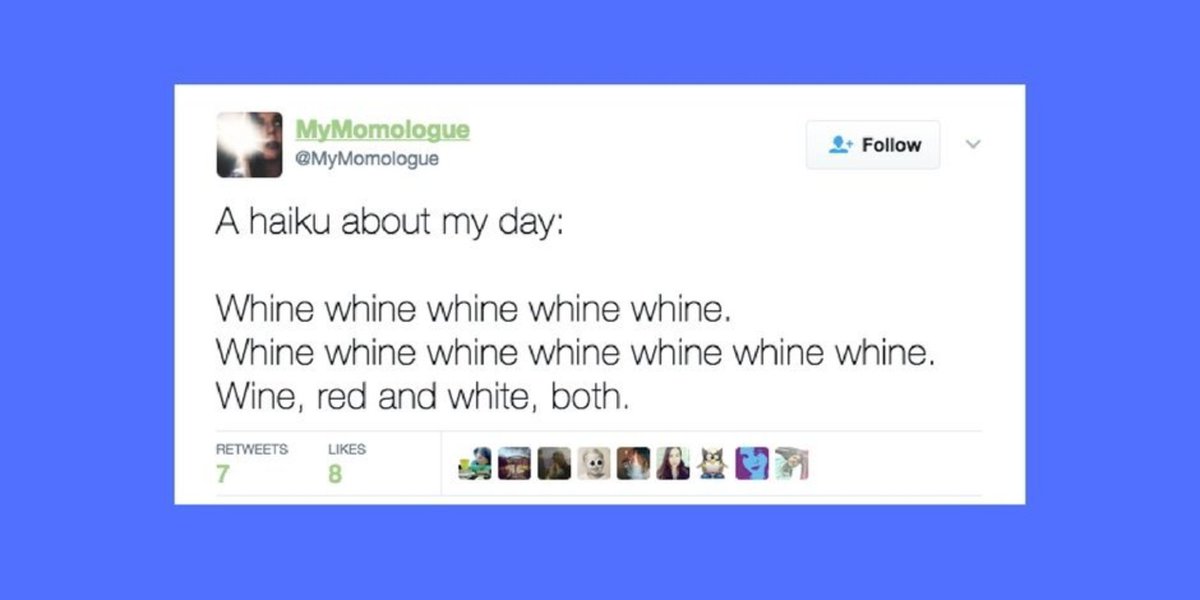 MyMomologue
@MyMomologue
Follow
A haiku about my day:
Whine whine whine whine whine.
Whine whine whine whine whine whine whine.
Wine, red and white, both.
RETWEETS LIKES
7 8